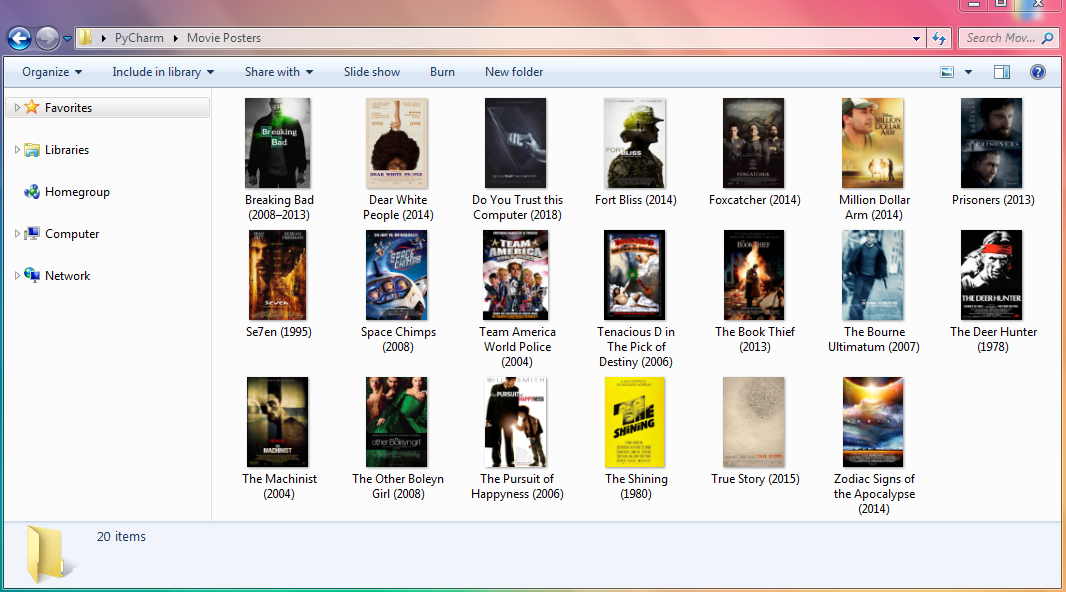 PyCharm Movie Posters Search Mov...
Organize Include in library Share with Slide show Burn New folder
Favorites
Libraries
Homegroup
Computer
Network
Breaking
Bad
DEAR WHITE PEOPLE
FORT BLISS
FOXCATCHER
MILLION
DOLLAR
ARM
PRISONERS
Breaking Bad
(2008–2013)
Dear White
People (2014)
Do You Trust this
Computer (2018)
Fort Bliss (2014)
Foxcatcher (2014)
Million Dollar
Arm (2014)
Prisoners (2013)
SEVEN
SPACE
CHIMPS
TEAM
AMERICA
THE
BOOK THIEF
THE DEER HUNTER
Se7en (1995)
Space Chimps
(2008)
Team America
World Police
(2004)
Tenacious D in
The Pick of
Destiny (2006)
The Book Thief
(2013)
The Bourne
Ultimatum (2007)
The Deer Hunter
(1978)
THE
MACHINIST
other Boleyn girl
WILL SMITH
PURSUIT
HAPPYNESS
THE
SHiNiNG
TRUE STORY
The Machinist
(2004)
The Other Boleyn
Girl (2008)
The Pursuit of
Happyness (2006)
The Shining
(1980)
True Story (2015)
Zodiac Signs of
the Apocalypse
(2014)
20 items